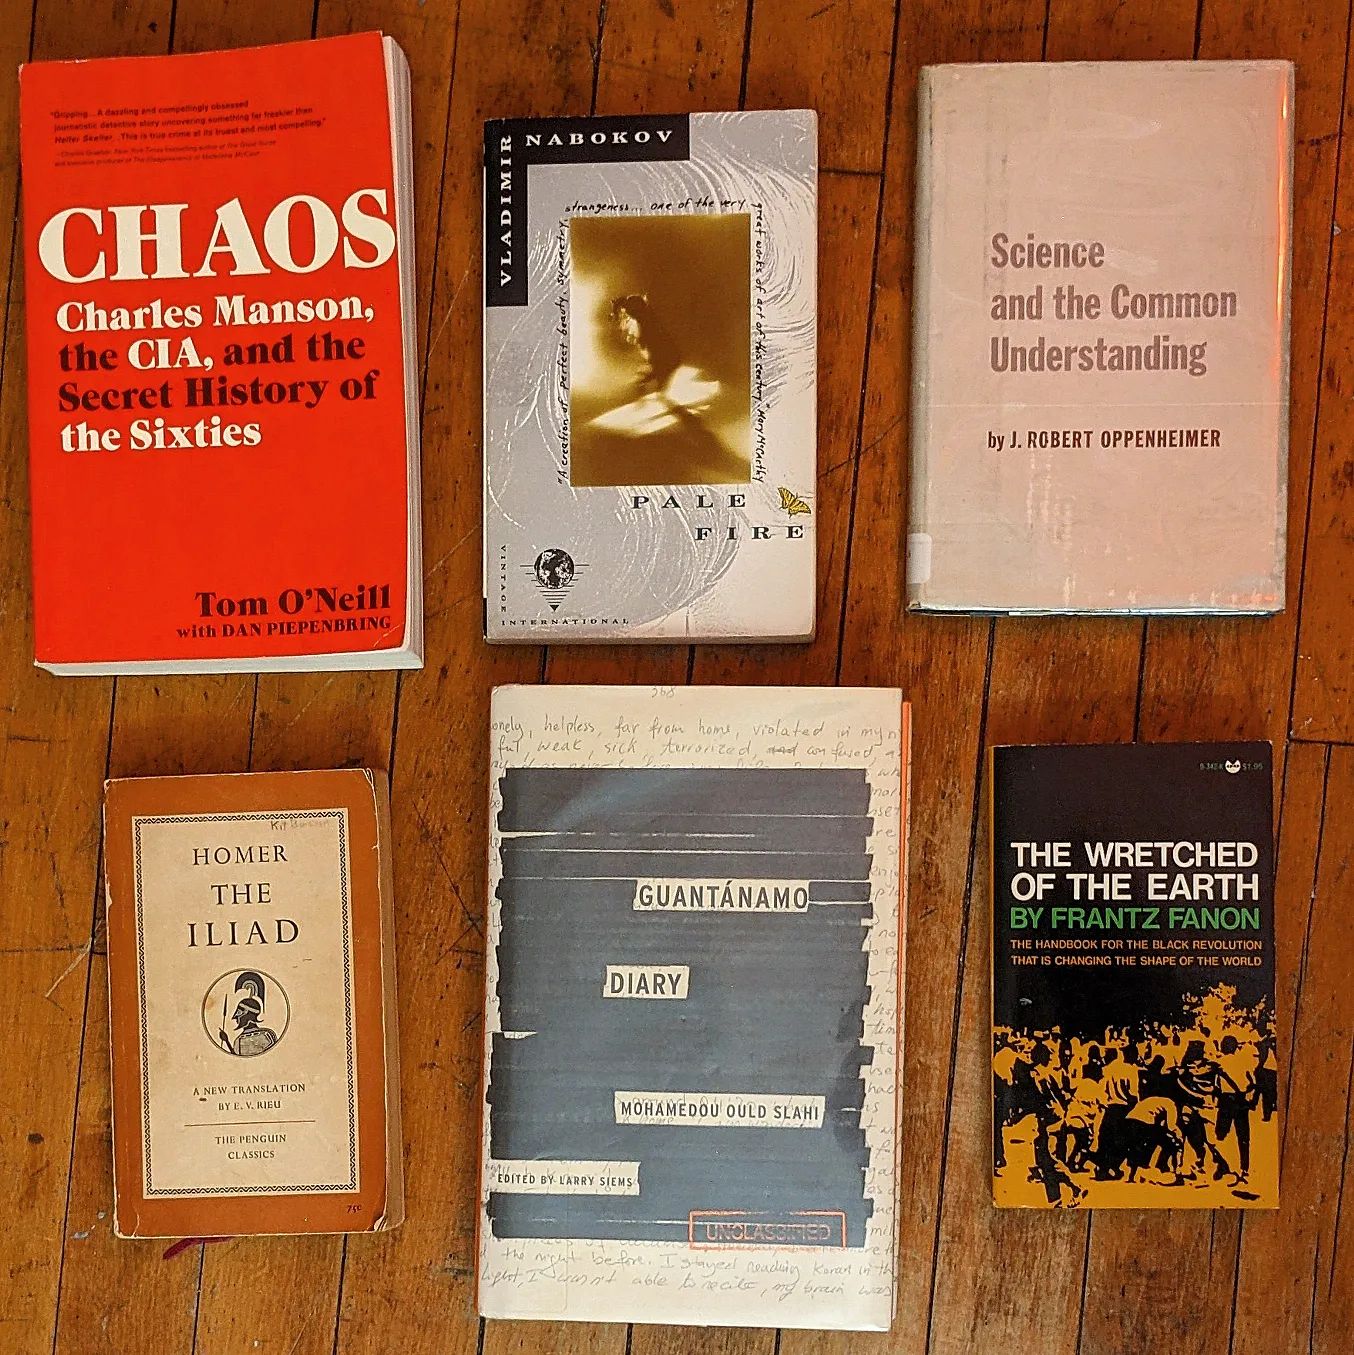 "Gripping... A dazzling and compellingly obsessed
journalistic detective story uncovering something far freakier than
Helter Skelter. This is true crime at its truest and most compelling."
CHAOS
Charles Manson,
the CIA, and the
Secret History of
the Sixties
Tom O'Neill
with DAN PIEPENBRING
VLADIMIR NABOKOV
"A creation of perfect beauty, symmetry, strangeness... one of the very great works of art of this century." Mary McCarthy
PALE
FIRE
VINTAGE
INTERNATIONAL
Science
and the Common
Understanding
by J. ROBERT OPPENHEIMER
Kit
HOMER
THE
ILIAD
A NEW TRANSLATION
BY E. V. RIEU
THE PENGUIN
CLASSICS
75c
368
onely, helpless, far from home, violated in my
weak, sick, terrorized, and confused,
GUANTÁNAMO
DIARY
MOHAMEDOU OULD SLAHI
EDITED BY LARRY SIEMS
UNCLASSIFIED
the night before. I stayed reading Koran in th
light, I wasn't able to recite, my brain was
$1.95
THE WRETCHED
OF THE EARTH
BY FRANTZ FANON
THE HANDBOOK FOR THE BLACK REVOLUTION
THAT IS CHANGING THE SHAPE OF THE WORLD